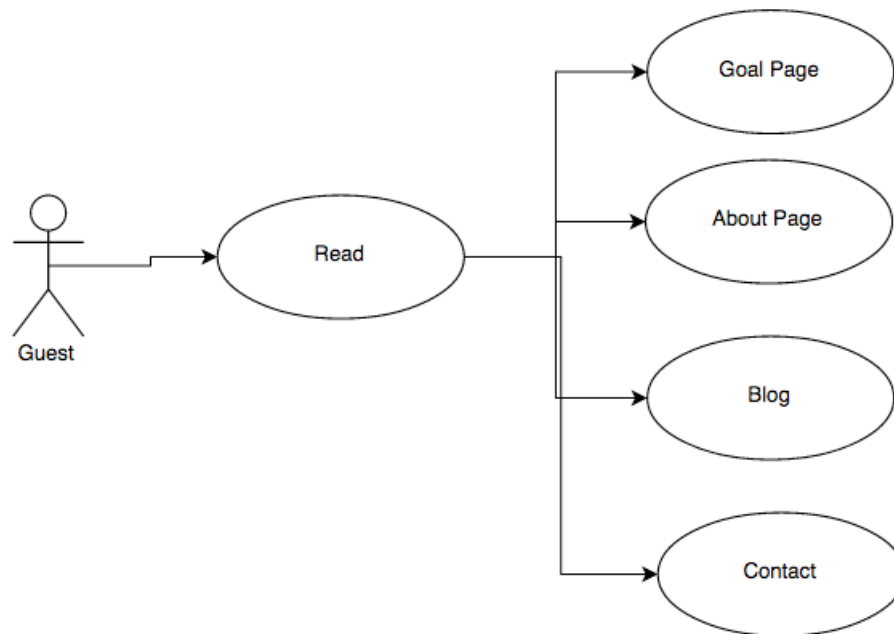 Goal Page
About Page
Read
Guest
Blog
Contact